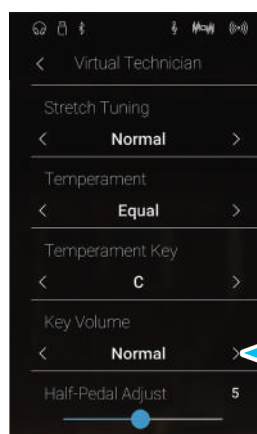 Virtual Technician
Stretch Tuning
Normal
Temperament
Equal
Temperament Key
C
Key Volume
Normal
Half-Pedal Adjust 5